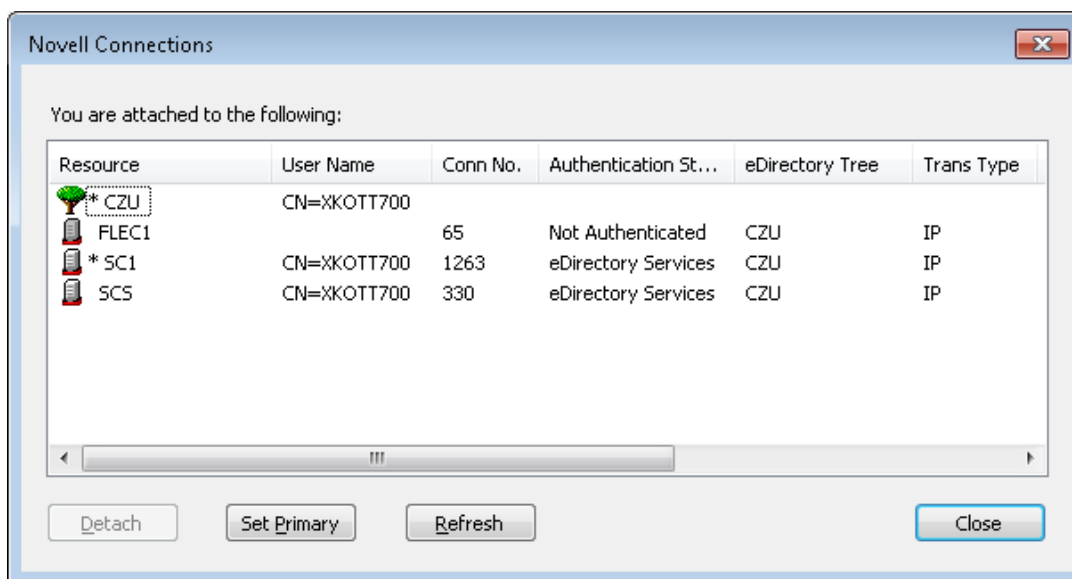 Novell Connections
You are attached to the following:
Resource User Name Conn No. Authentication St... eDirectory Tree Trans Type
* CZU CN=XKOTT700
FLEC1 65 Not Authenticated CZU IP
* SC1 CN=XKOTT700 1263 eDirectory Services CZU IP
SCS CN=XKOTT700 330 eDirectory Services CZU IP
Detach Set Primary Refresh Close